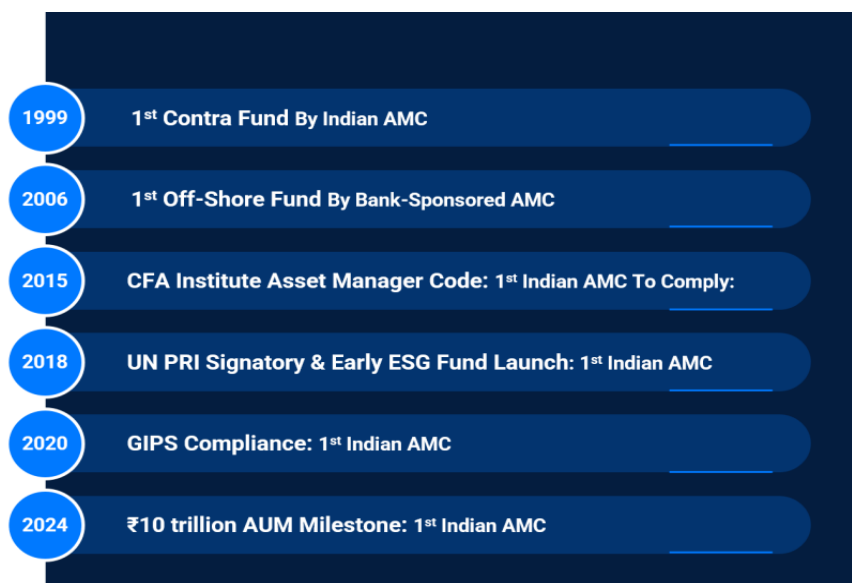 1999
1st Contra Fund By Indian AMC
2006
1st Off-Shore Fund By Bank-Sponsored AMC
2015
CFA Institute Asset Manager Code: 1st Indian AMC To Comply:
2018
UN PRI Signatory & Early ESG Fund Launch: 1st Indian AMC
2020
GIPS Compliance: 1st Indian AMC
2024
₹10 trillion AUM Milestone: 1st Indian AMC